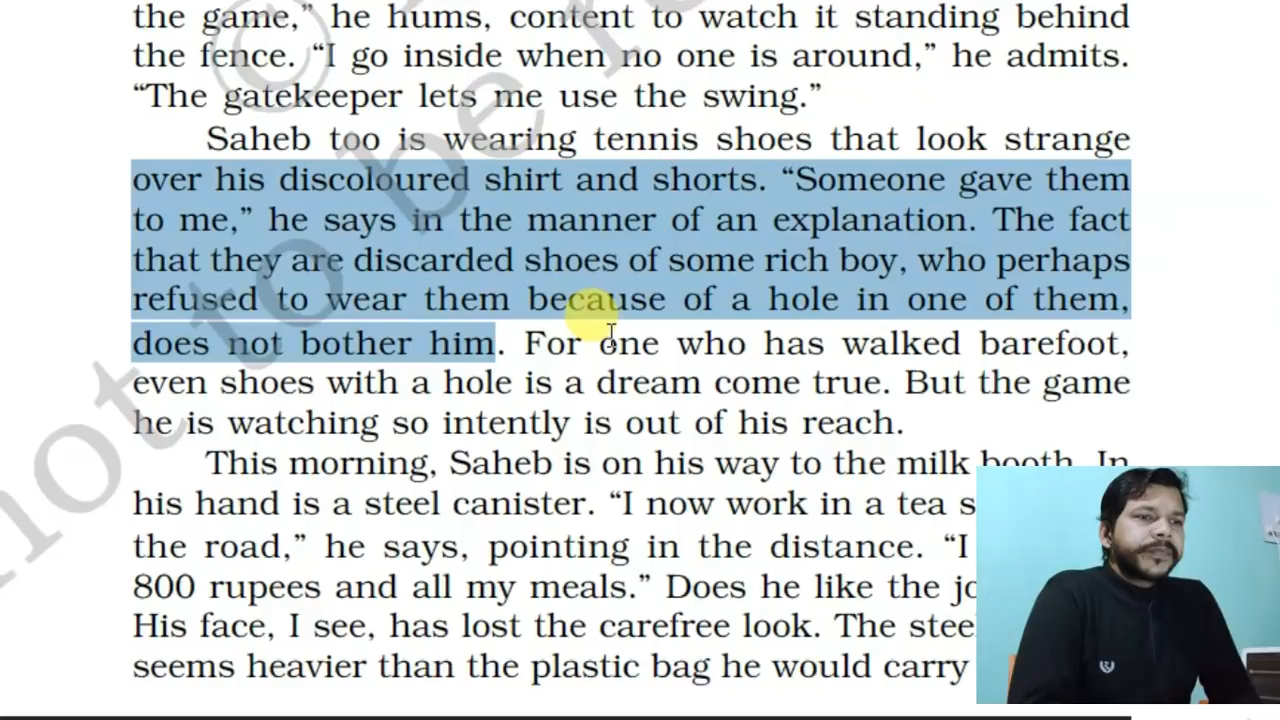 the game,” he hums, content to watch it standing behind
the fence. “I go inside when no one is around,” he admits.
“The gatekeeper lets me use the swing.”
Saheb too is wearing tennis shoes that look strange
over his discoloured shirt and shorts. “Someone gave them
to me,” he says in the manner of an explanation. The fact
that they are discarded shoes of some rich boy, who perhaps
refused to wear them because of a hole in one of them,
does not bother him. For one who has walked barefoot,
even shoes with a hole is a dream come true. But the game
he is watching so intently is out of his reach.
This morning, Saheb is on his way to the milk booth. In
his hand is a steel canister. “I now work in a tea
the road,” he says, pointing in the distance. “I
800 rupees and all my meals.” Does he like the
His face, I see, has lost the carefree look. The
seems heavier than the plastic bag he would carry
©
not to be